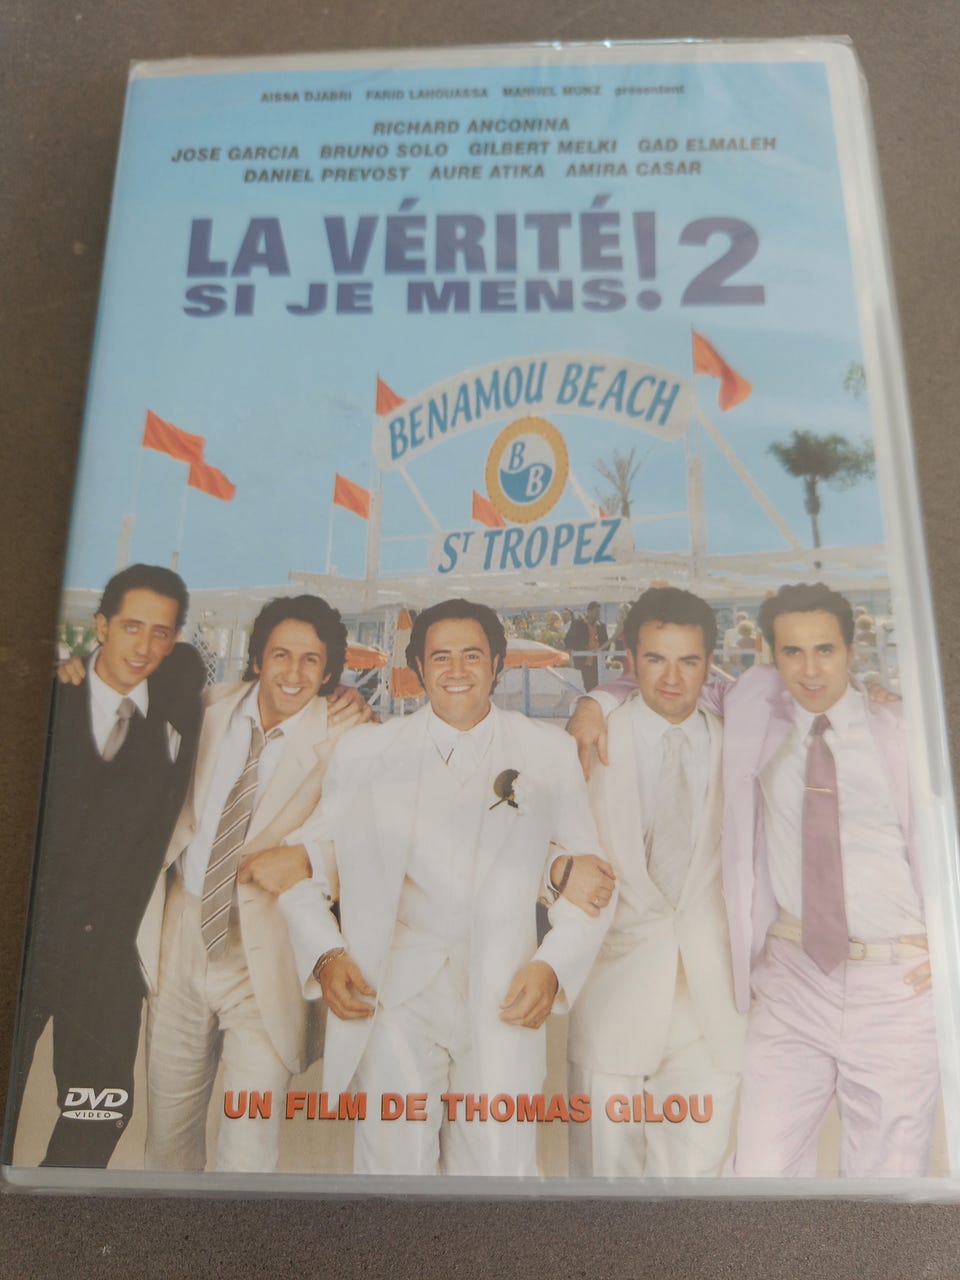 AISSA DJABRI FARID LAHOUASSA MANUEL MUNZ présentent
RICHARD ANCONINA
JOSE GARCIA BRUNO SOLO GILBERT MELKI GAD ELMALEH
DANIEL PREVOST AURE ATIKA AMIRA CASAR
LA VÉRITÉ
SI JE MENS! 2
BENAMOU BEACH
B
B
ST TROPEZ
DVD
VIDEO
®
UN FILM DE THOMAS GILOU